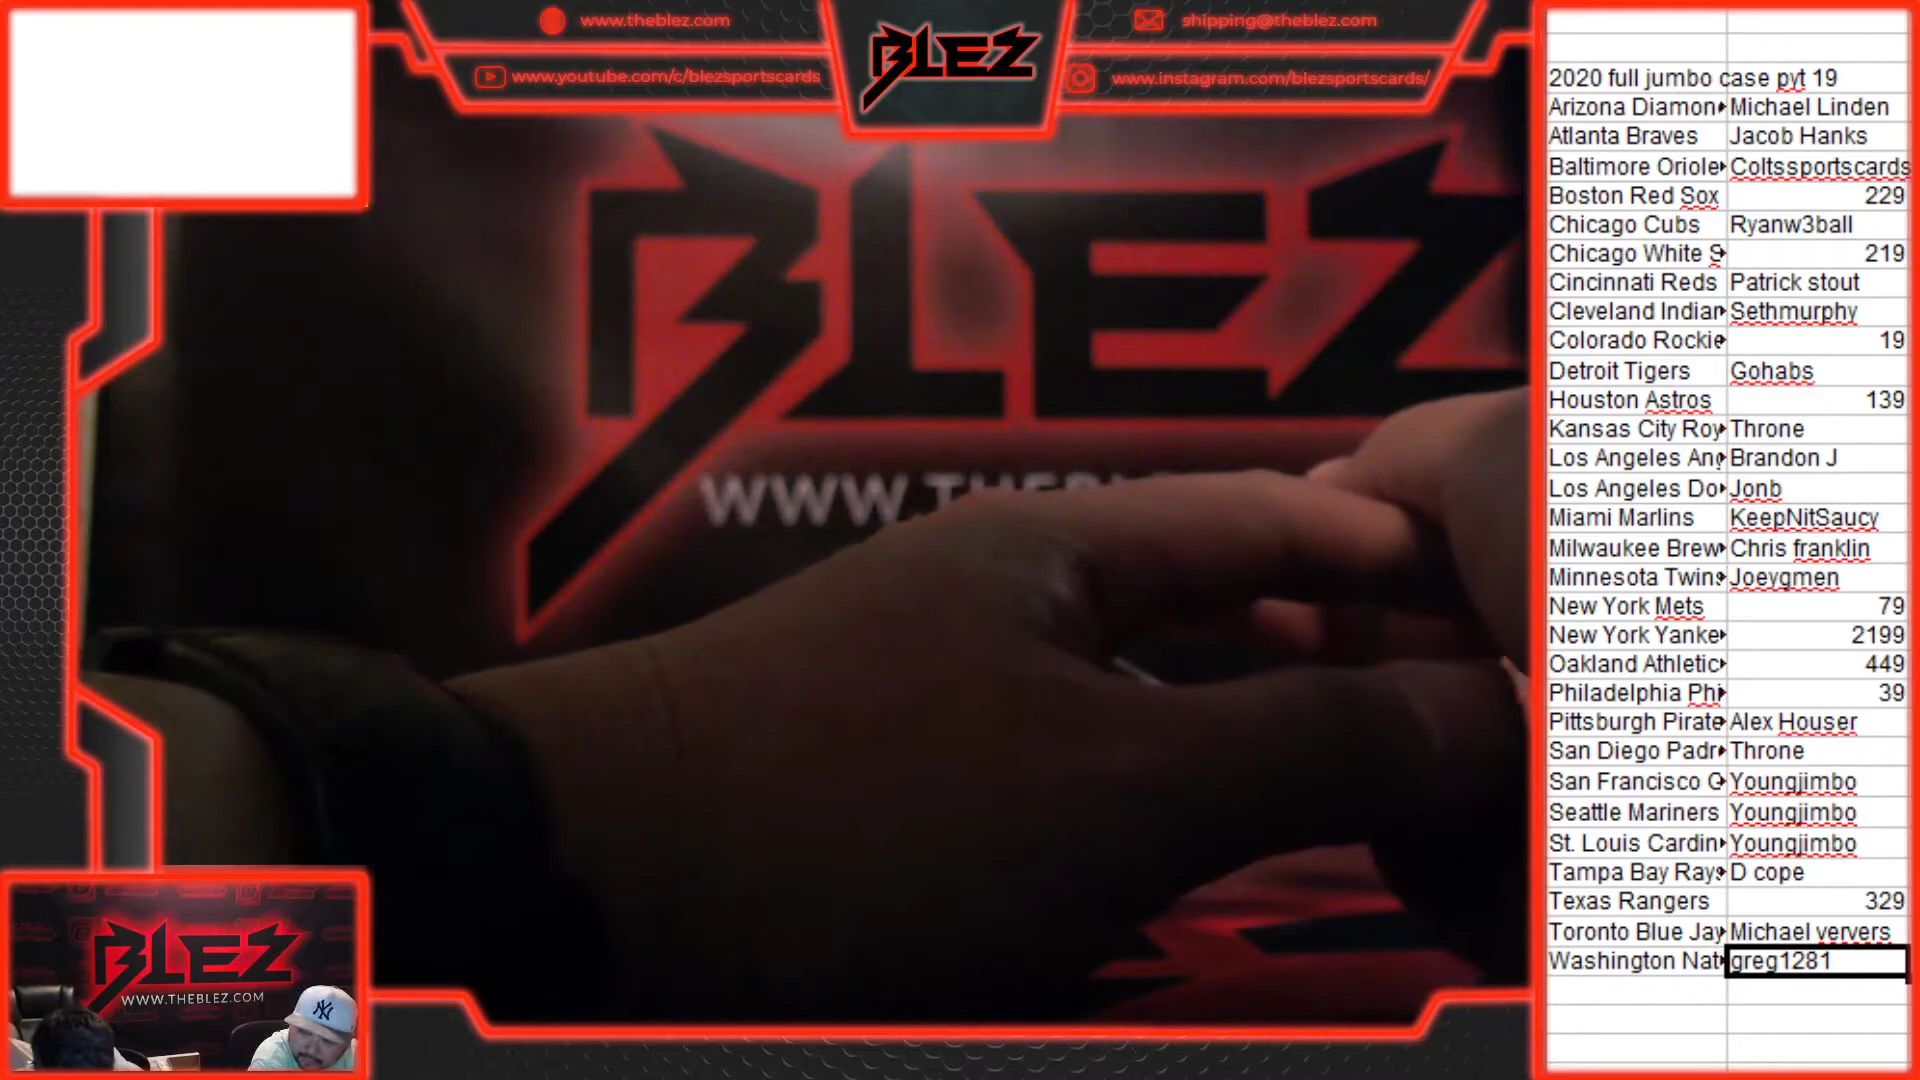 www.theblez.com
www.youtube.com/c/blezsportscards
BLEZ
shipping@theblez.com
www.instagram.com/blezsportscards/
BLEZ
WWW.THEBL
BLEZ
WWW.THEBLEZ.COM
NY
2020 full jumbo case pyt 19
Arizona Diamon Michael Linden
Atlanta Braves Jacob Hanks
Baltimore Oriole Coltssportscards
Boston Red Sox 229
Chicago Cubs Ryanw3ball
Chicago White S 219
Cincinnati Reds Patrick stout
Cleveland Indian Sethmurphy
Colorado Rockie 19
Detroit Tigers Gohabs
Houston Astros 139
Kansas City Roy Throne
Los Angeles Ang Brandon J
Los Angeles Do Jonb
Miami Marlins KeepNitSaucy
Milwaukee Brew Chris franklin
Minnesota Twins Joeygmen
New York Mets 79
New York Yanke 2199
Oakland Athletic 449
Philadelphia Phi 39
Pittsburgh Pirate Alex Houser
San Diego Padr Throne
San Francisco G Youngjimbo
Seattle Mariners Youngjimbo
St. Louis Cardin Youngjimbo
Tampa Bay Rays D cope
Texas Rangers 329
Toronto Blue Jay Michael ververs
Washington Nat greg1281